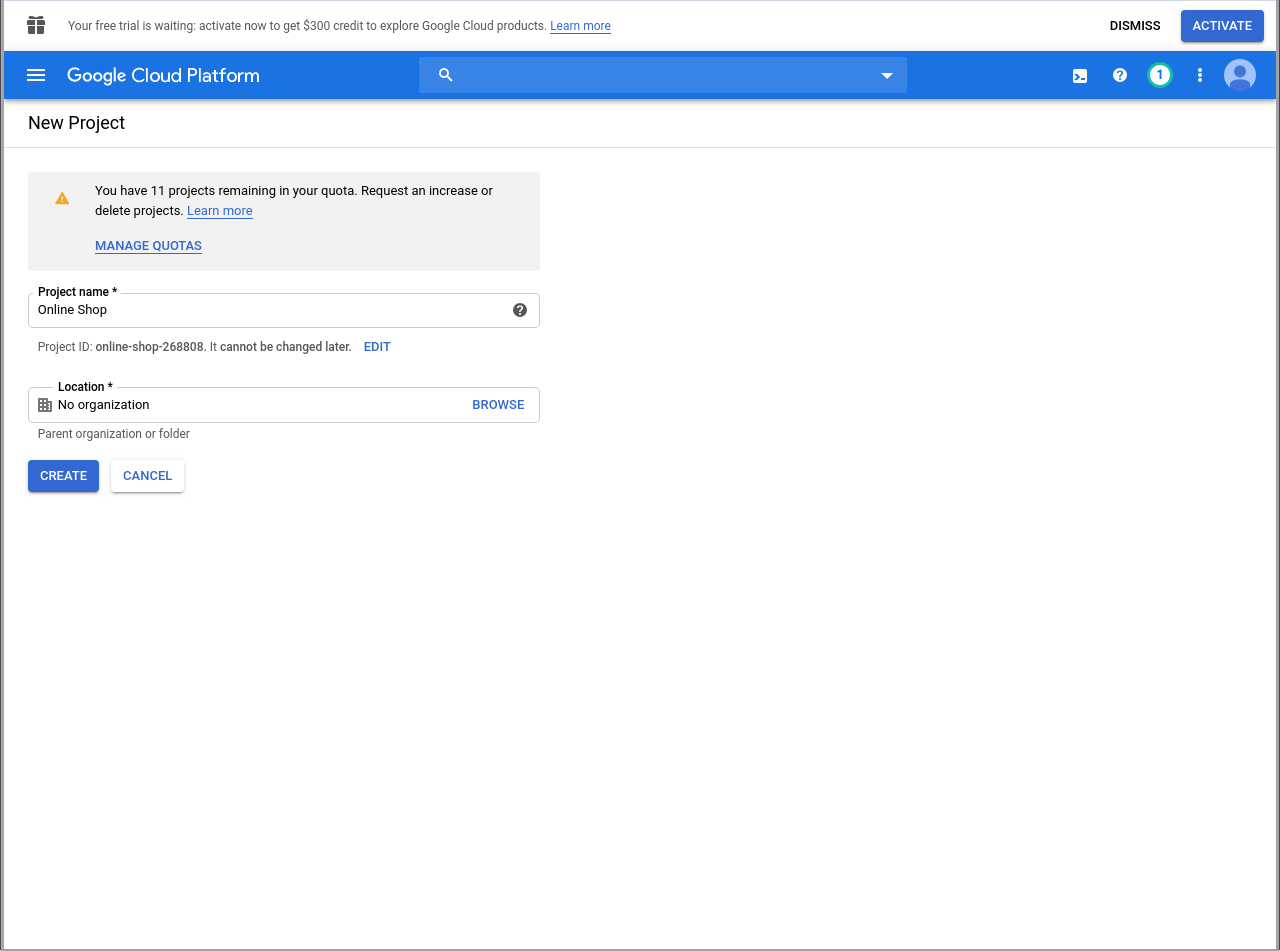 Your free trial is waiting: activate now to get $300 credit to explore Google Cloud products. Learn more
DISMISS
ACTIVATE
Google Cloud Platform
1
New Project
You have 11 projects remaining in your quota. Request an increase or
delete projects. Learn more
MANAGE QUOTAS
Project name *
Online Shop
Project ID: online-shop-268808. It cannot be changed later. EDIT
Location *
No organization
BROWSE
Parent organization or folder
CREATE
CANCEL